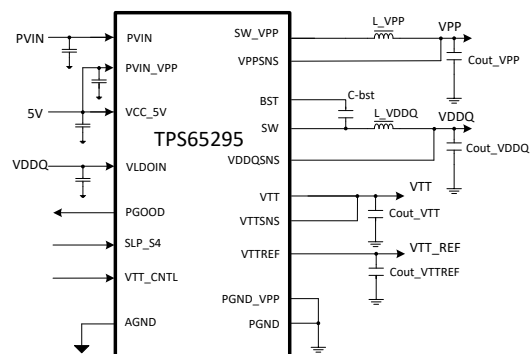 PVIN
PVIN
PVIN_VPP
5V
VCC_5V
TPS65295
VDDQ
VLDOIN
PGOOD
SLP_S4
VTT_CNTL
AGND
SW_VPP
L_VPP
VPP
VPPSNS
Cout_VPP
BST
C-bst
SW
L_VDDQ
VDDQ
VDDQSNS
Cout_VDDQ
VTT
VTT
VTTSNS
Cout_VTT
VTTREF
VTT_REF
Cout_VTTREF
PGND_VPP
PGND